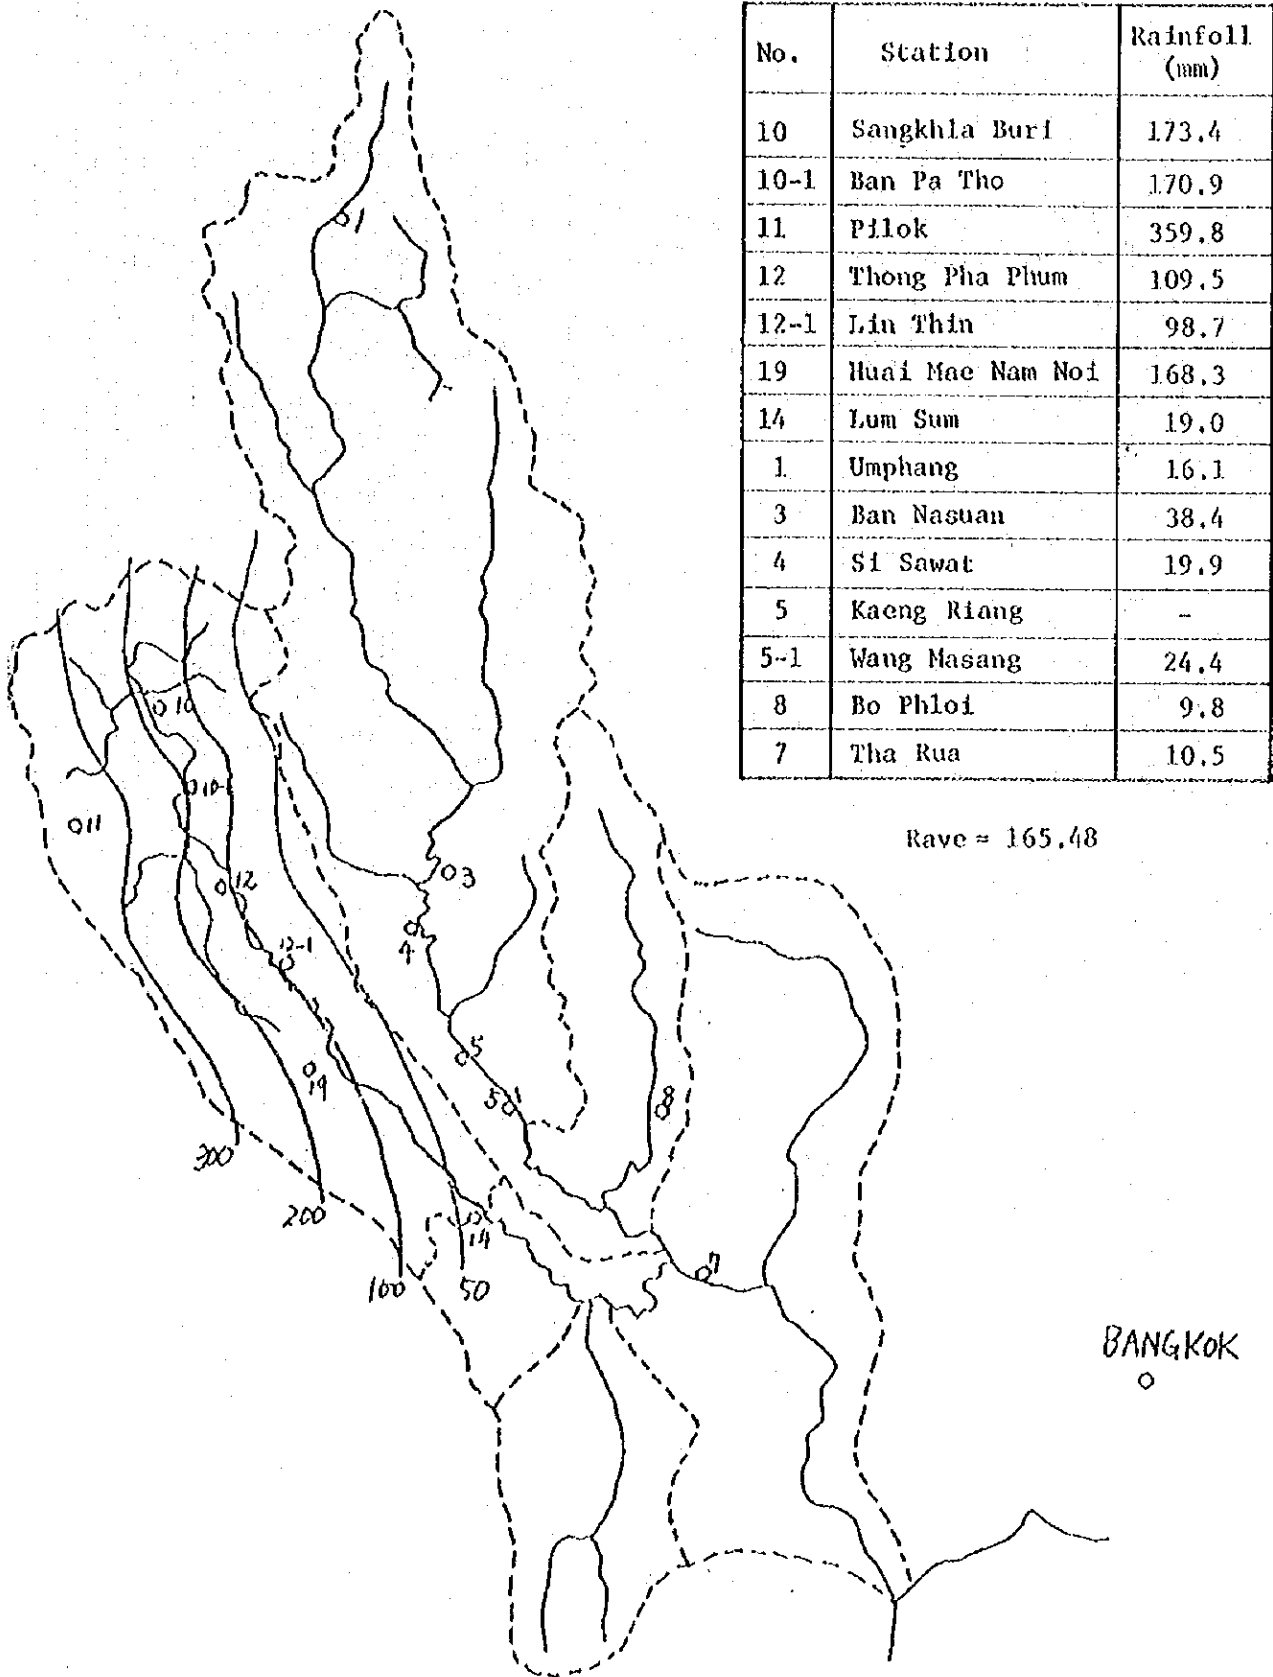 No. Station Rainfoll (mm)
10 Sangkhla Buri 173.4
10-1 Ban Pa Tho 170.9
11 Pilok 359.8
12 Thong Pha Phum 109.5
12-1 Lin Thin 98.7
19 Huai Mae Nam Noi 168.3
14 Lum Sum 19.0
1 Umphang 16.1
3 Ban Nasuan 38.4
4 Si Sawat 19.9
5 Kaeng Riang -
5-1 Wang Masang 24.4
8 Bo Phloi 9.8
7 Tha Rua 10.5
Rave = 165.48
1
10
10-1
11
12
3
4
12-1
5
19
8
300
200
14
7
100
50
BANGKOK